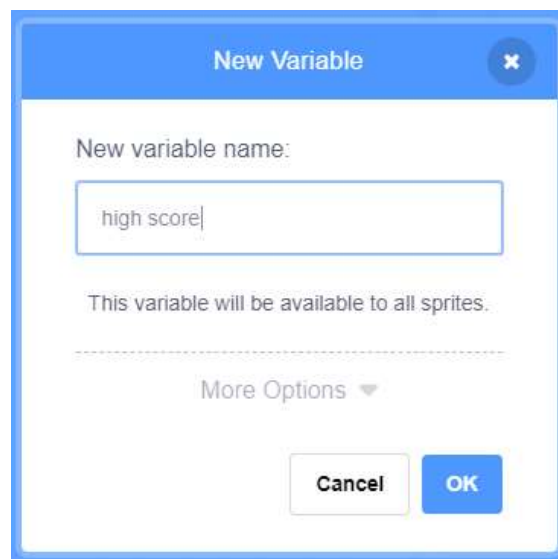 New Variable
New variable name:
high score
This variable will be available to all sprites.
More Options
Cancel OK